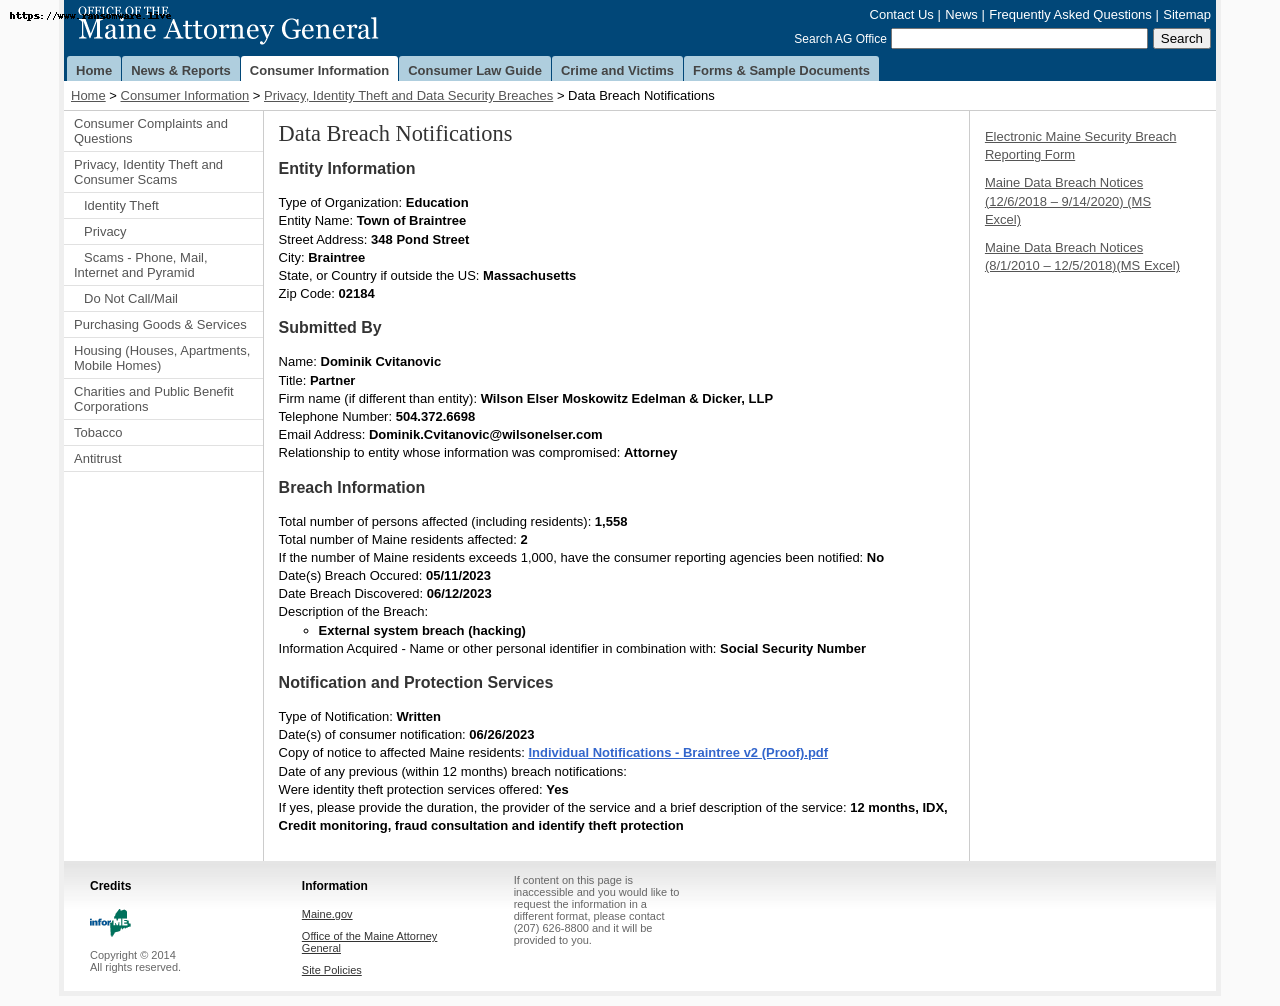 https://www.ransomware.live
OFFICE OF THE
Maine Attorney General
Contact Us | News | Frequently Asked Questions | Sitemap
Search AG Office Search
Home News & Reports Consumer Information Consumer Law Guide Crime and Victims Forms & Sample Documents
Home > Consumer Information > Privacy, Identity Theft and Data Security Breaches > Data Breach Notifications
Consumer Complaints and
Questions
Privacy, Identity Theft and
Consumer Scams
Identity Theft
Privacy
Scams - Phone, Mail,
Internet and Pyramid
Do Not Call/Mail
Purchasing Goods & Services
Housing (Houses, Apartments,
Mobile Homes)
Charities and Public Benefit
Corporations
Tobacco
Antitrust
Data Breach Notifications
Entity Information
Type of Organization: Education
Entity Name: Town of Braintree
Street Address: 348 Pond Street
City: Braintree
State, or Country if outside the US: Massachusetts
Zip Code: 02184
Submitted By
Name: Dominik Cvitanovic
Title: Partner
Firm name (if different than entity): Wilson Elser Moskowitz Edelman & Dicker, LLP
Telephone Number: 504.372.6698
Email Address: Dominik.Cvitanovic@wilsonelser.com
Relationship to entity whose information was compromised: Attorney
Breach Information
Total number of persons affected (including residents): 1,558
Total number of Maine residents affected: 2
If the number of Maine residents exceeds 1,000, have the consumer reporting agencies been notified: No
Date(s) Breach Occured: 05/11/2023
Date Breach Discovered: 06/12/2023
Description of the Breach:
External system breach (hacking)
Information Acquired - Name or other personal identifier in combination with: Social Security Number
Notification and Protection Services
Type of Notification: Written
Date(s) of consumer notification: 06/26/2023
Copy of notice to affected Maine residents: Individual Notifications - Braintree v2 (Proof).pdf
Date of any previous (within 12 months) breach notifications:
Were identity theft protection services offered: Yes
If yes, please provide the duration, the provider of the service and a brief description of the service: 12 months, IDX,
Credit monitoring, fraud consultation and identify theft protection
Electronic Maine Security Breach
Reporting Form
Maine Data Breach Notices
(12/6/2018 – 9/14/2020) (MS
Excel)
Maine Data Breach Notices
(8/1/2010 – 12/5/2018)(MS Excel)
Credits
inforME
Copyright © 2014
All rights reserved.
Information
Maine.gov
Office of the Maine Attorney
General
Site Policies
If content on this page is
inaccessible and you would like to
request the information in a
different format, please contact
(207) 626-8800 and it will be
provided to you.